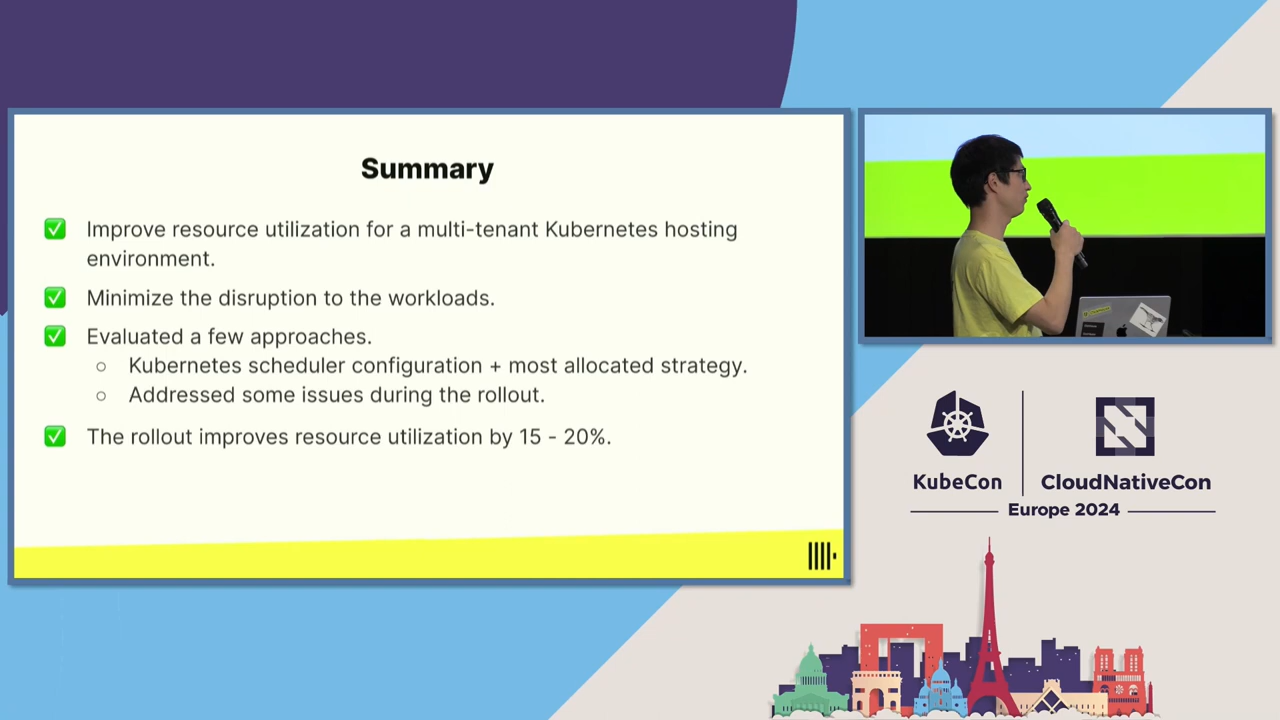 Summary
✅ Improve resource utilization for a multi-tenant Kubernetes hosting
environment.
✅ Minimize the disruption to the workloads.
✅ Evaluated a few approaches.
○ Kubernetes scheduler configuration + most allocated strategy.
○ Addressed some issues during the rollout.
✅ The rollout improves resource utilization by 15 - 20%.
KubeCon
CloudNativeCon
Europe 2024